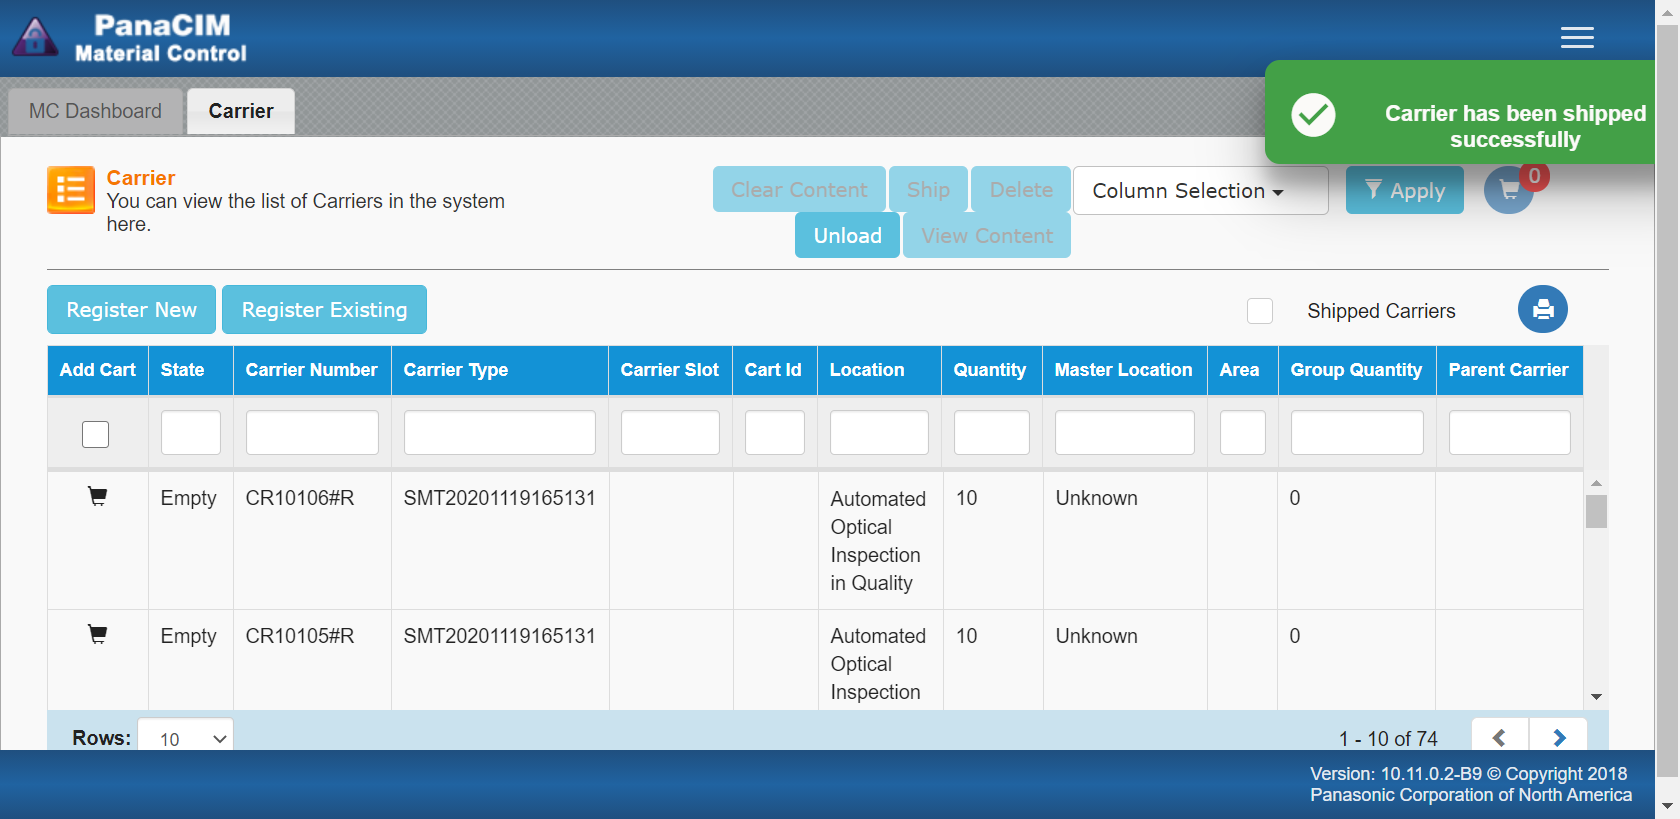 PanaCIM
Material Control
MC Dashboard
Carrier
Carrier has been shipped
successfully
Carrier
You can view the list of Carriers in the system
here.
Clear Content
Ship
Delete
Column Selection
Apply
0
Unload
View Content
Register New
Register Existing
Shipped Carriers
Add Cart State Carrier Number Carrier Type Carrier Slot Cart Id Location Quantity Master Location Area Group Quantity Parent Carrier
Empty CR10106#R SMT20201119165131 Automated 10 Unknown 0
Optical
Inspection
in Quality
Empty CR10105#R SMT20201119165131 Automated 10 Unknown 0
Optical
Inspection
Rows: 10 1 - 10 of 74
Version: 10.11.0.2-B9 © Copyright 2018
Panasonic Corporation of North America